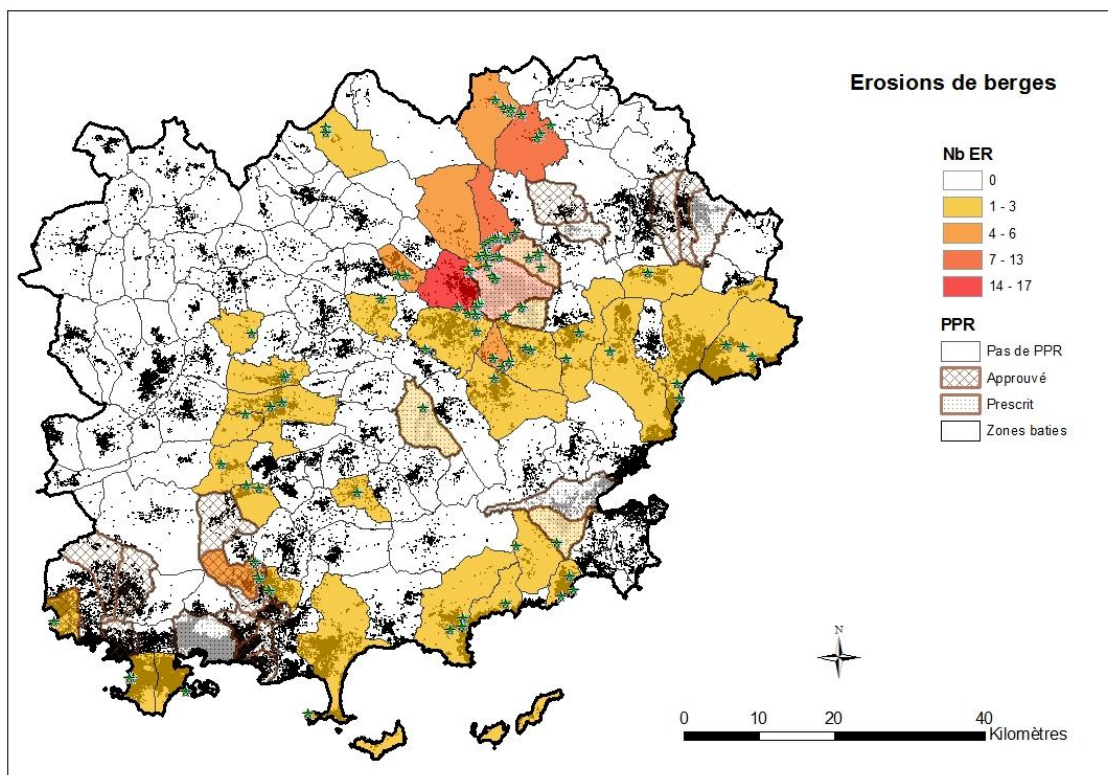 Erosions de berges
Nb ER
0
1 - 3
4 - 6
7 - 13
14 - 17
PPR
Pas de PPR
Approuvé
Prescrit
Zones baties
N
0 10 20 40
Kilomètres